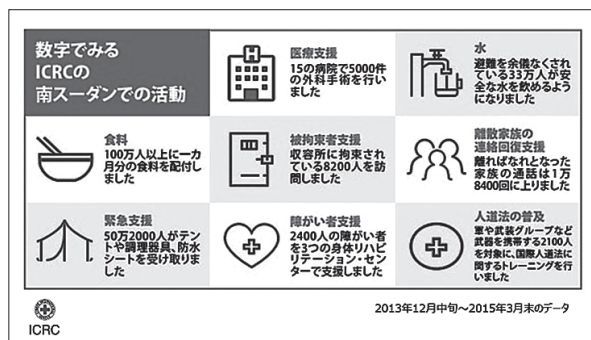 数字でみる
ICRCの
南スーダンでの活動
医療支援
15の病院で5000件
の外科手術を行い
ました
水
避難を余儀なくされ
ている33万人が安
全な水を飲めるよう
になりました
食料
100万人以上に一カ
月分の食料を配付し
ました
被拘束者支援
収容所に拘束され
ている8200人を訪
問しました
離散家族の
連絡回復支援
離ればなれとなった
家族の通話は1万
8400回に上りました
緊急支援
50万2000人がテン
トや調理器具、防水
シートを受け取りま
した
障がい者支援
2400人の障がい者
を3つの身体リハビ
リテーション・セン
ターで支援しました
人道法の普及
軍や武装グループなど
武器を携帯する2100人
を対象に、国際人道法に
関するトレーニングを行
いました
2013年12月中旬～2015年3月末のデータ
ICRC